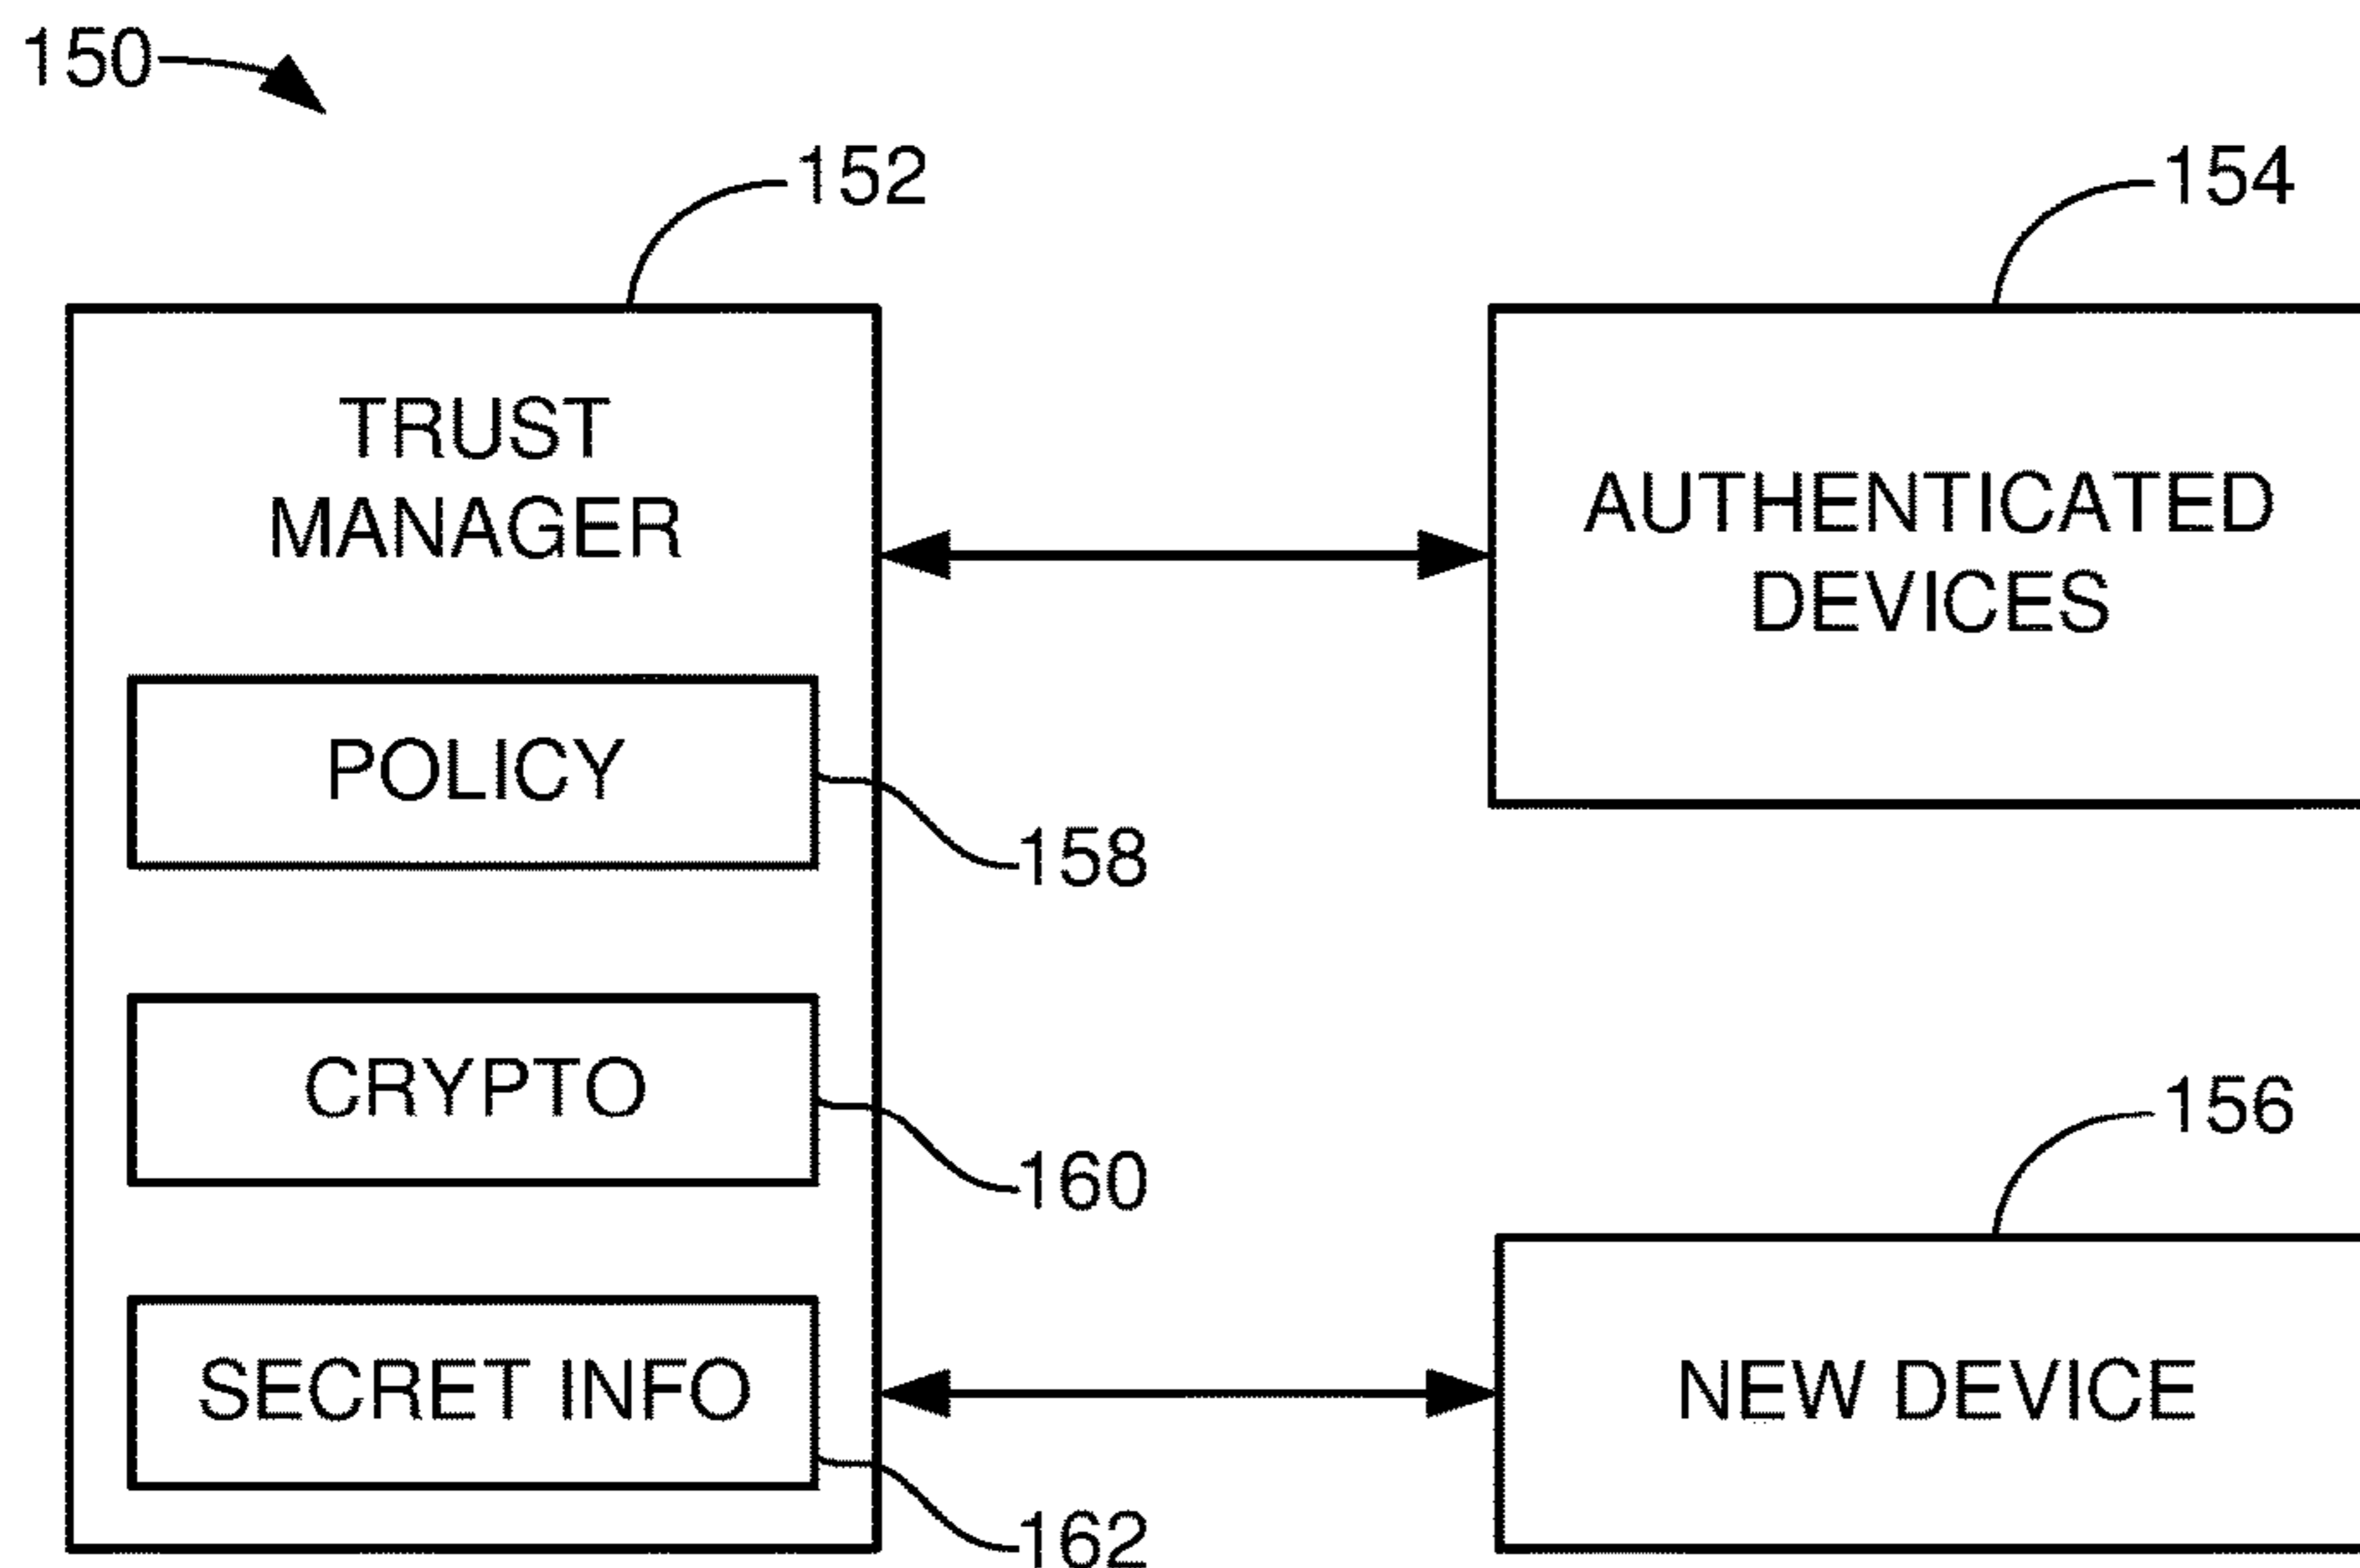 150
152
154
TRUST
MANAGER
AUTHENTICATED
DEVICES
POLICY
158
CRYPTO
160
156
SECRET INFO
NEW DEVICE
162